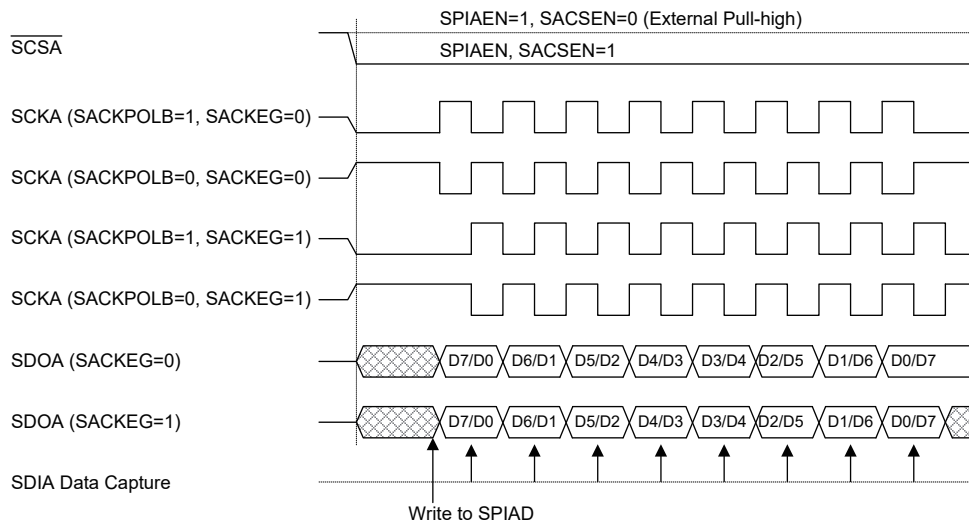 SPIAEN=1, SACSEN=0 (External Pull-high)
SCSA
SPIAEN, SACSEN=1
SCKA (SACKPOLB=1, SACKEG=0)
SCKA (SACKPOLB=0, SACKEG=0)
SCKA (SACKPOLB=1, SACKEG=1)
SCKA (SACKPOLB=0, SACKEG=1)
SDOA (SACKEG=0) D7/D0 D6/D1 D5/D2 D4/D3 D3/D4 D2/D5 D1/D6 D0/D7
SDOA (SACKEG=1) D7/D0 D6/D1 D5/D2 D4/D3 D3/D4 D2/D5 D1/D6 D0/D7
SDIA Data Capture
Write to SPIAD